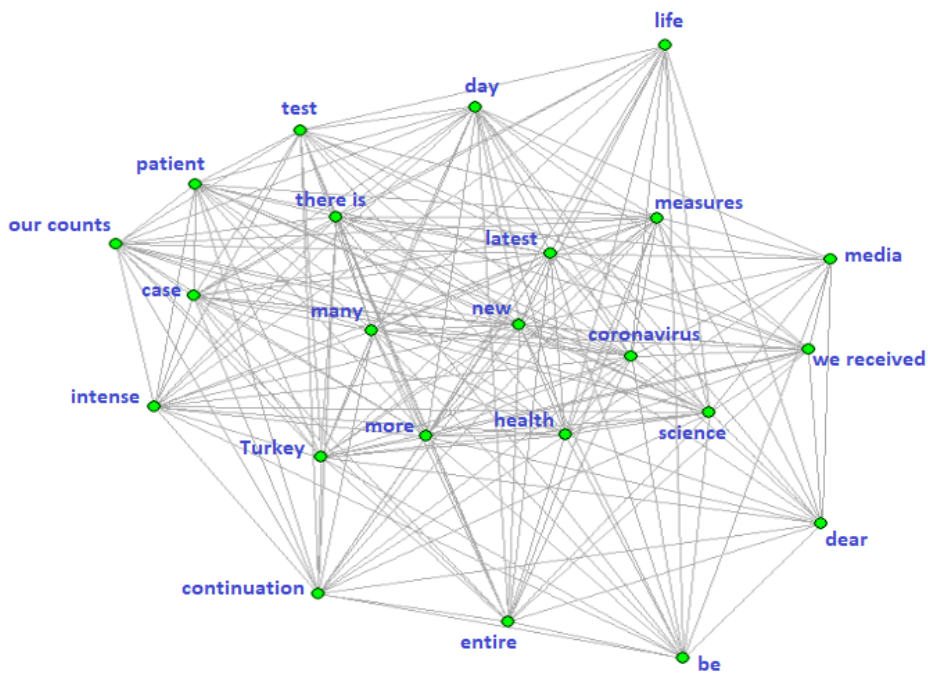 life
day
test
patient
there is
measures
our counts
latest
media
case
many
new
coronavirus
we received
intense
more
health
science
Turkey
dear
continuation
entire
be